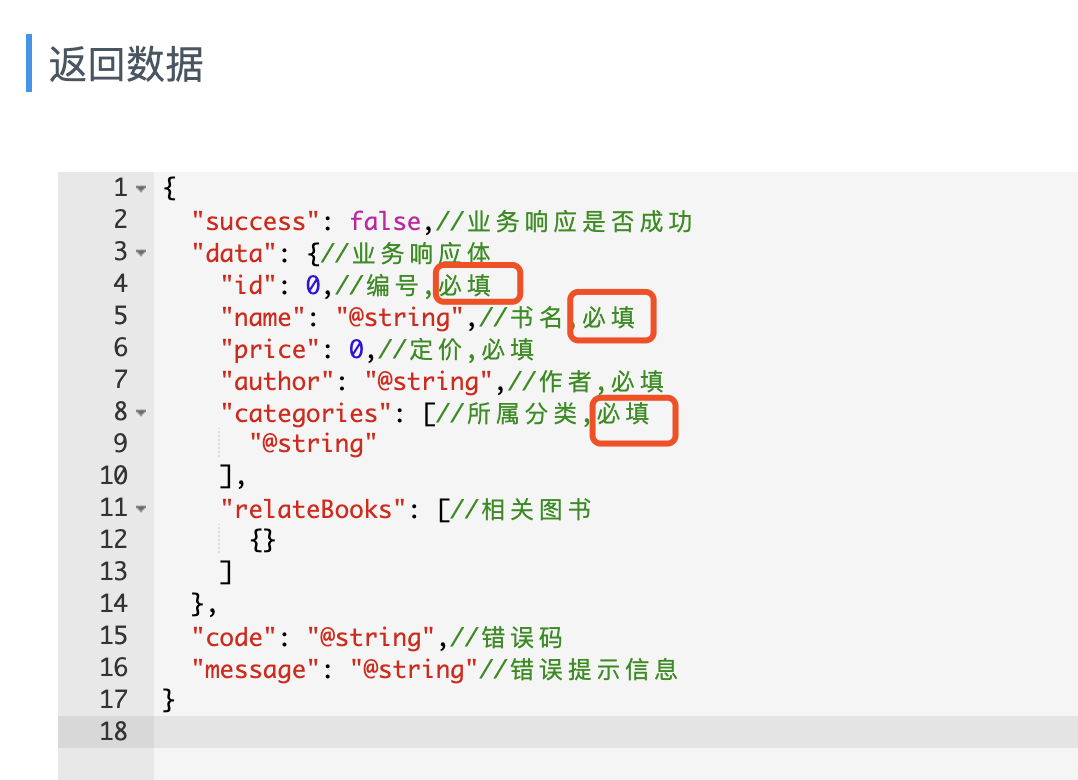 返回数据
1 {
2 "success": false,//业务响应是否成功
3 "data": {//业务响应体
4 "id": 0,//编号,必填
5 "name": "@string",//书名,必填
6 "price": 0,//定价,必填
7 "author": "@string",//作者,必填
8 "categories": [//所属分类,必填
9 "@string"
10 ],
11 "relateBooks": [//相关图书
12 {}
13 ]
14 },
15 "code": "@string",//错误码
16 "message": "@string"//错误提示信息
17 }
18